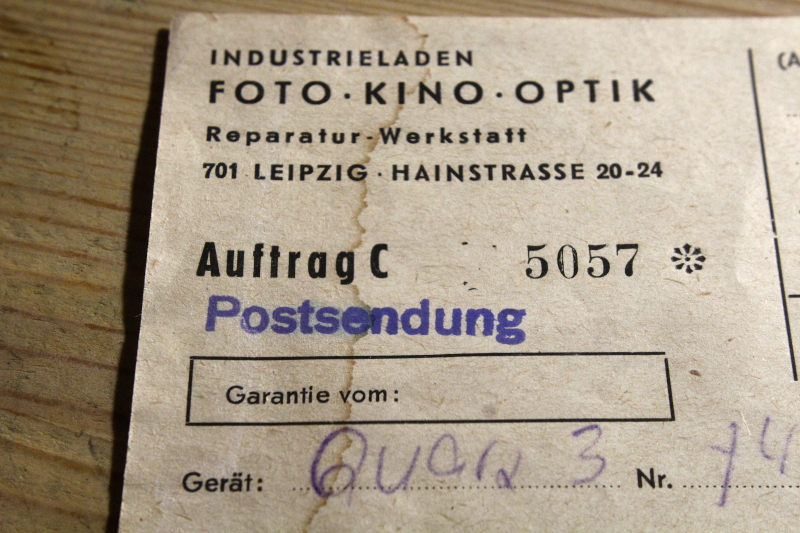 INDUSTRIELADEN
FOTO · KINO · OPTIK
Reparatur-Werkstatt
701 LEIPZIG · HAINSTRASSE 20-24
Auftrag C 5057 ❊
Postsendung
Garantie vom:
Gerät: Quarz 3 Nr. 74
(A